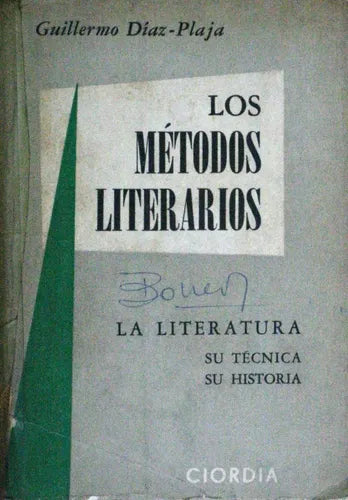 Guillermo Díaz-Plaja
LOS
MÉTODOS
LITERARIOS
LA LITERATURA
SU TÉCNICA
SU HISTORIA
CIORDIA